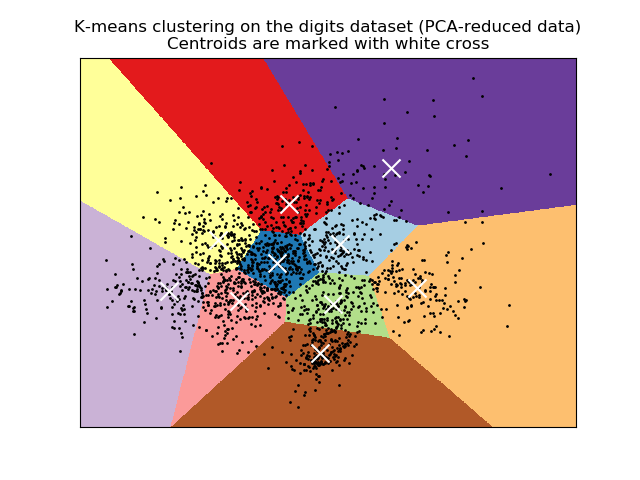 K-means clustering on the digits dataset (PCA-reduced data)
Centroids are marked with white cross